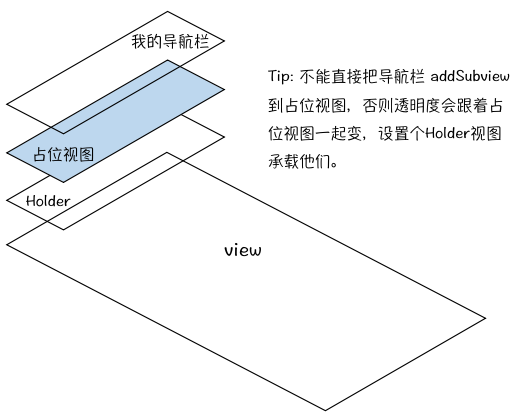 我的导航栏
Tip: 不能直接把导航栏 addSubview
到占位视图，否则透明度会跟着占
位视图一起变，设置个Holder视图
承载他们。
占位视图
Holder
view